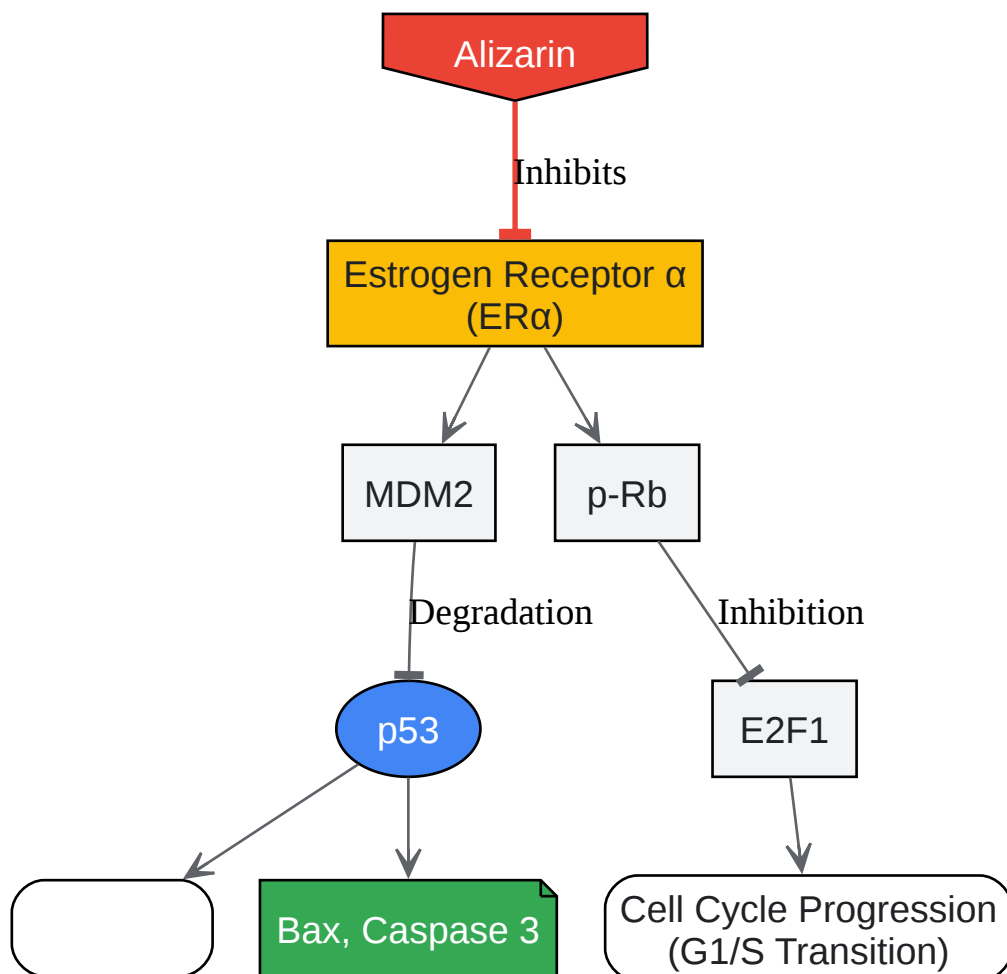 Alizarin
Inhibits
Estrogen Receptor α
(ERα)
MDM2
p-Rb
Degradation
Inhibition
p53
E2F1
Bax, Caspase 3
Cell Cycle Progression
(G1/S Transition)